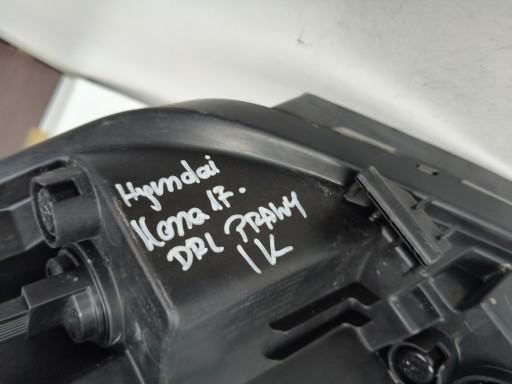 Hyundai
Kona 17.
DRL PRAWY
1K